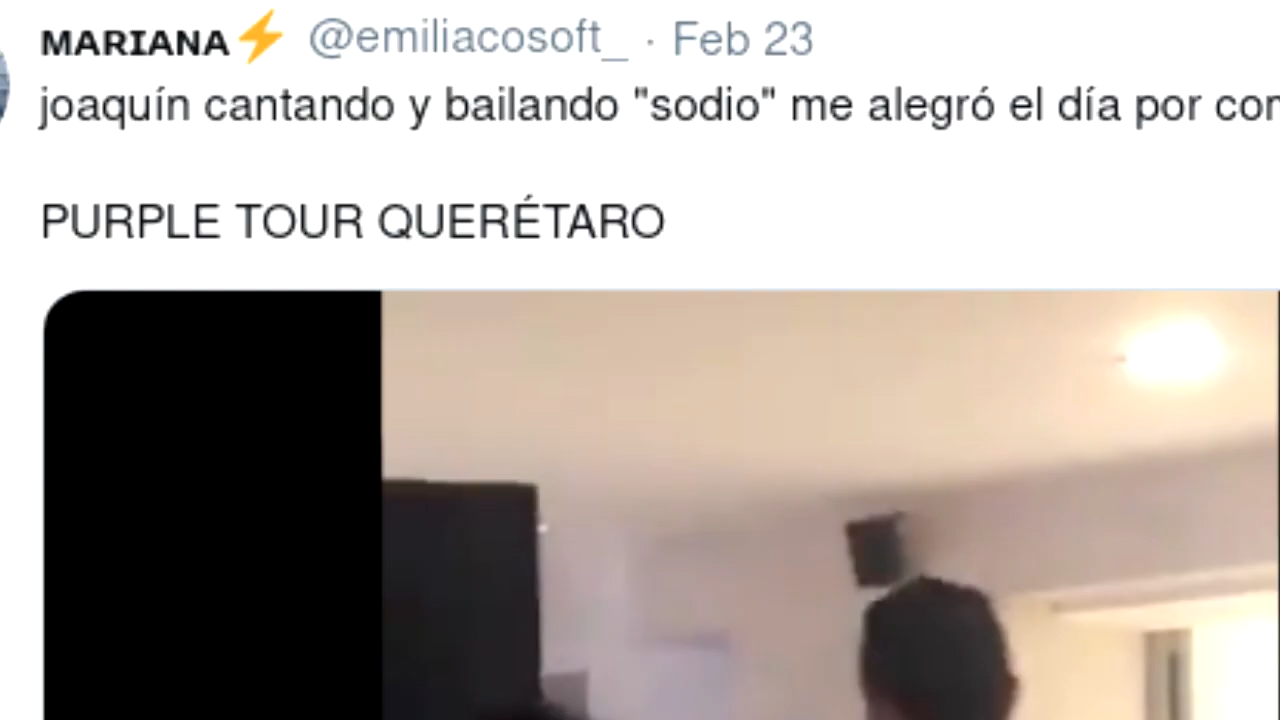 MARIANA⚡ @emiliacosoft_ · Feb 23
joaquín cantando y bailando "sodio" me alegró el día por
PURPLE TOUR QUERÉTARO